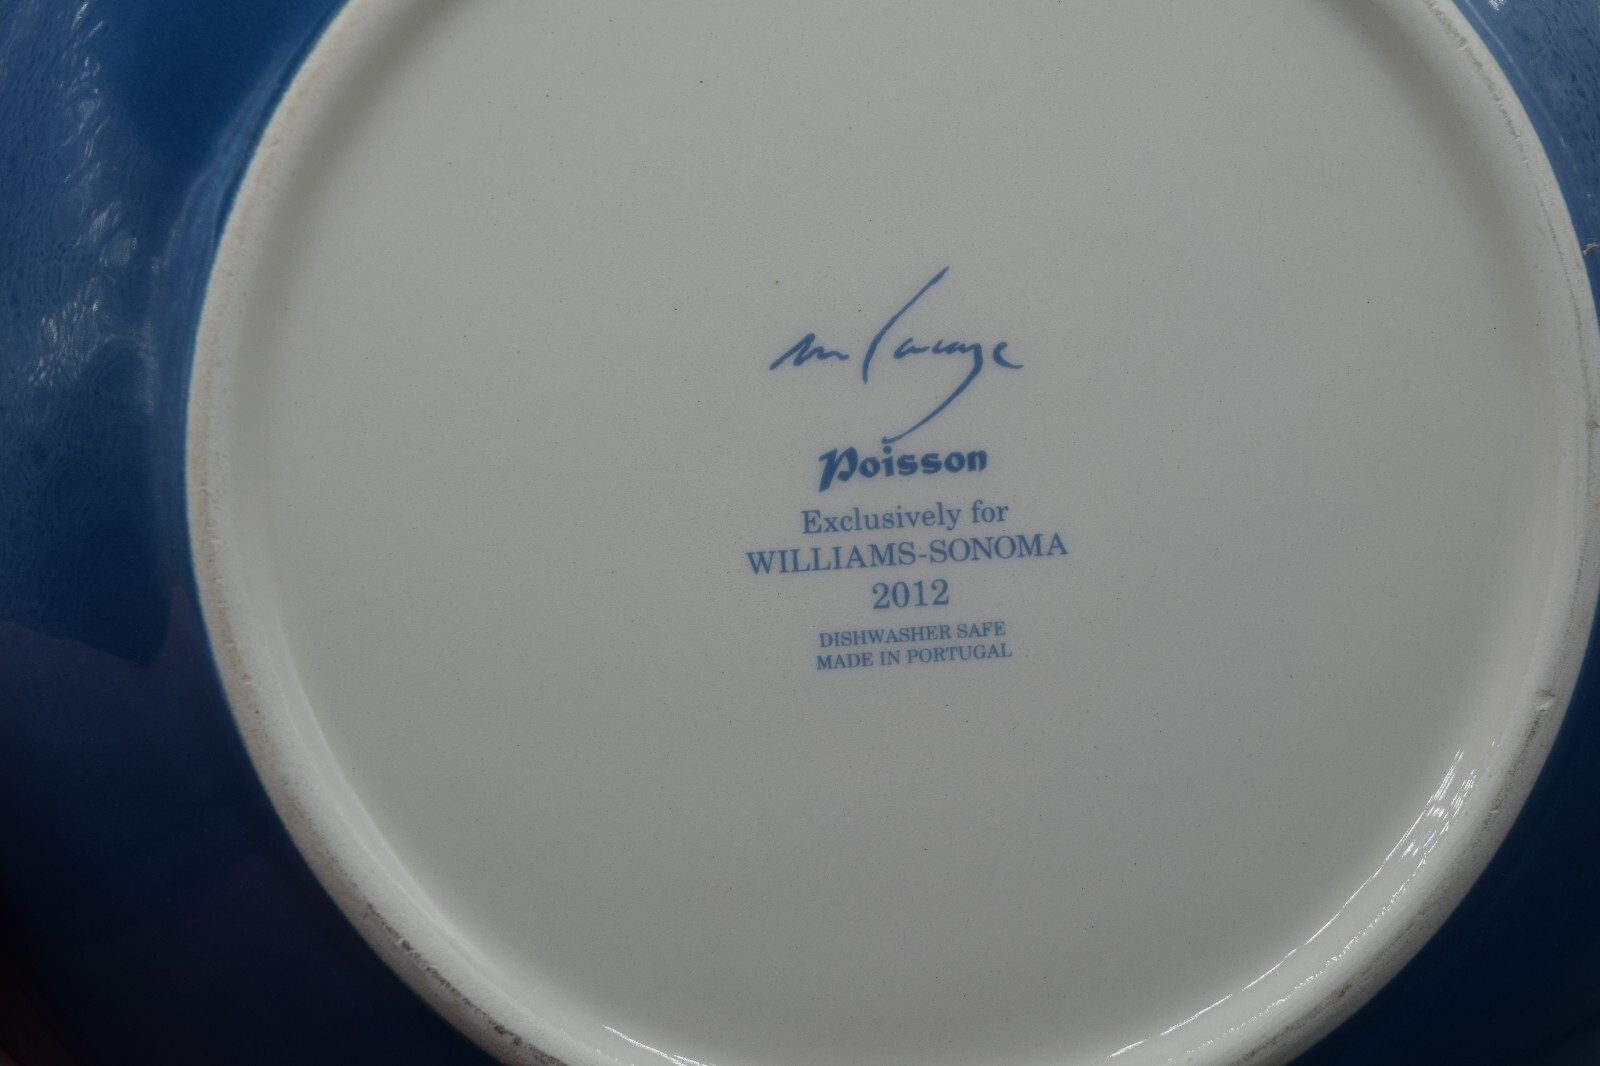 Poisson
Exclusively for
WILLIAMS-SONOMA
2012
DISHWASHER SAFE
MADE IN PORTUGAL